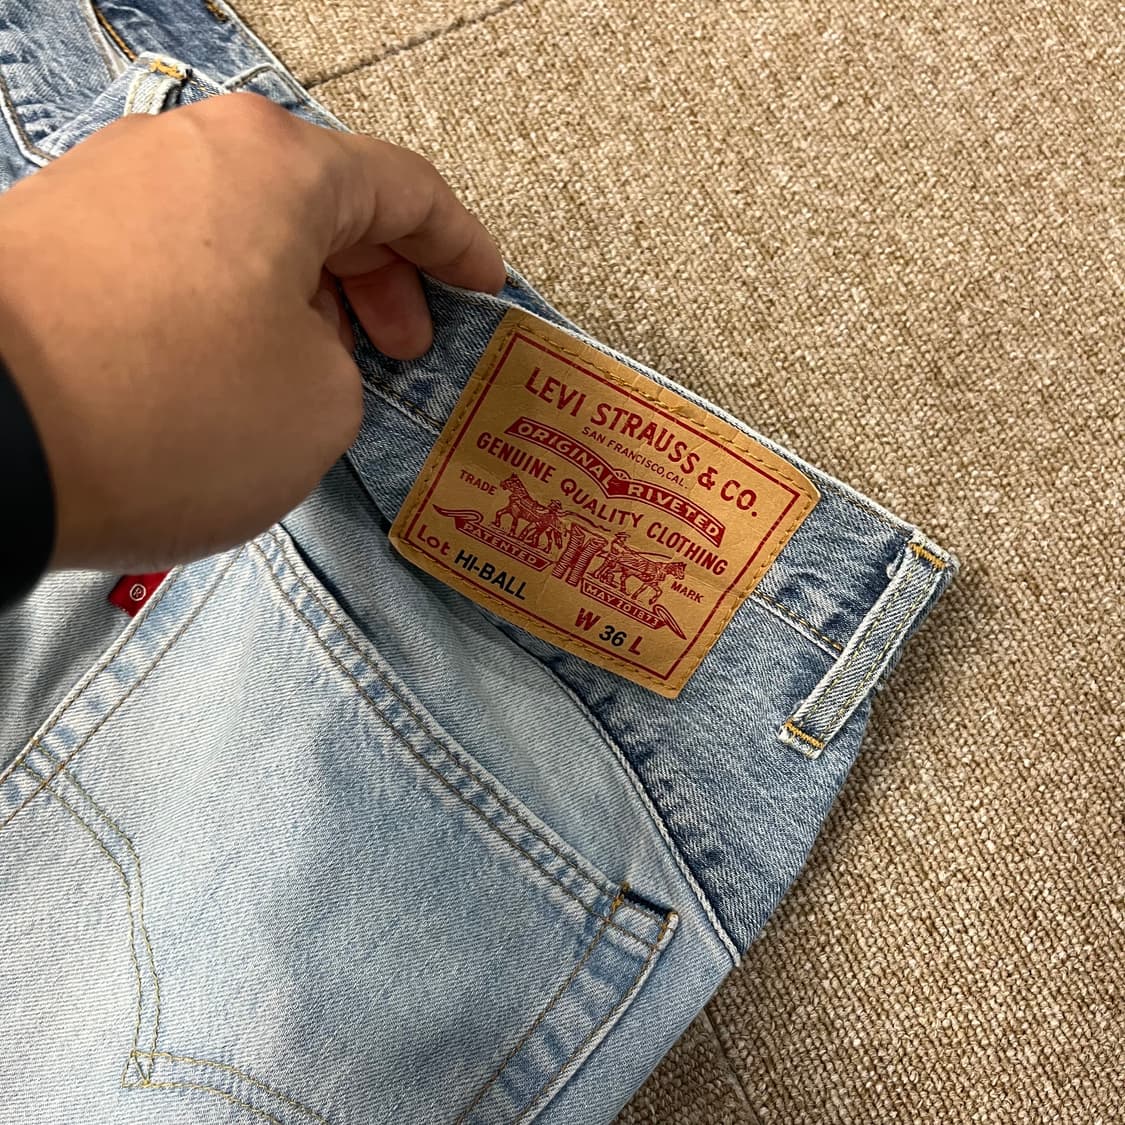 LEVI STRAUSS & CO.
SAN FRANCISCO, CAL.
ORIGINAL RIVETED
GENUINE QUALITY CLOTHING
TRADE MARK
PATENTED MAY 20 1873
Lot HI-BALL
W 36 L
®